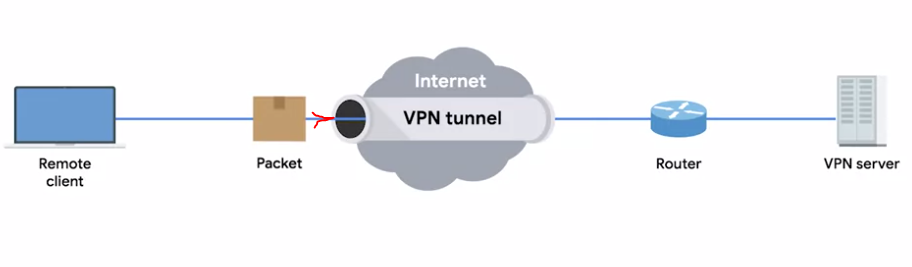 Internet
VPN tunnel
Remote
client
Packet
Router
VPN server